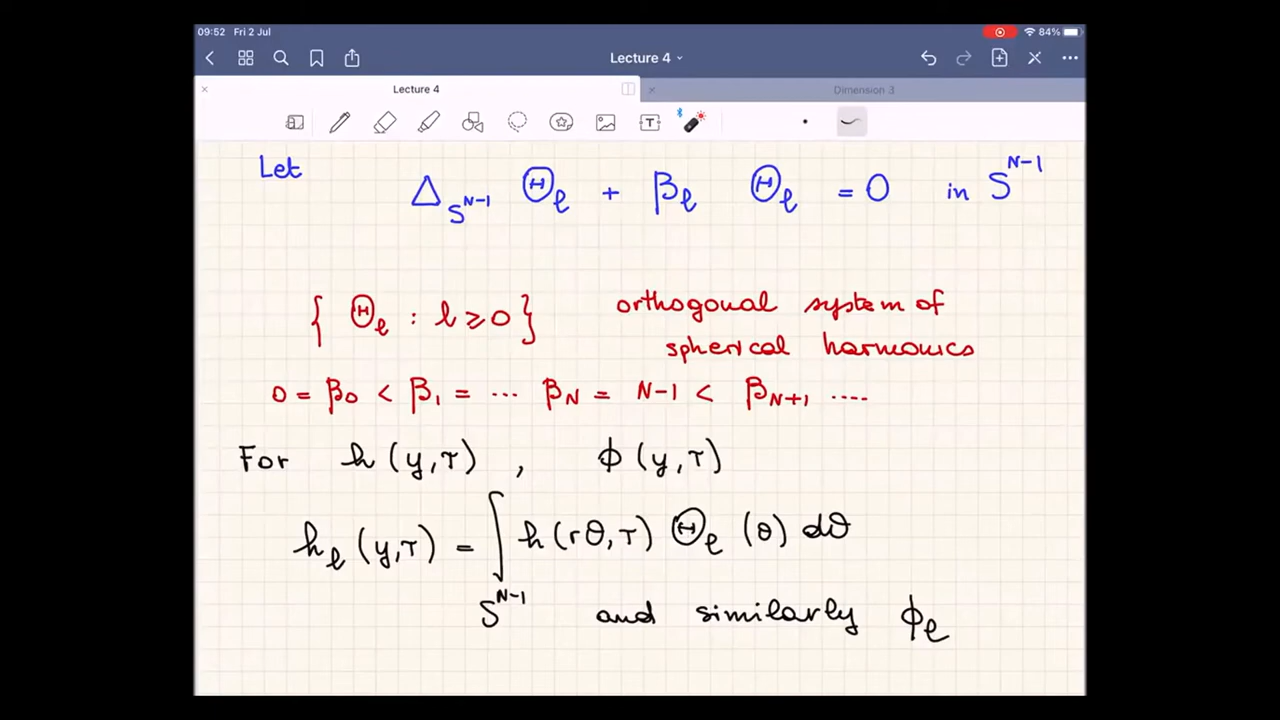 09:52 Fri 2 Jul 84%
Lecture 4
Lecture 4 Dimension 3
Let
Δ_{S^{N-1}} Θ_ℓ + β_ℓ Θ_ℓ = 0 in S^{N-1}
{ Θ_ℓ : l ⩾ 0 } orthogonal system of
spherical harmonics
0 = β_0 < β_1 = ... β_N = N-1 < β_{N+1} ....
For h(y,τ) , ϕ(y,τ)
h_ℓ(y,τ) = ∫_{S^{N-1}} h(rθ,τ) Θ_ℓ(θ) dθ
and similarly ϕ_ℓ